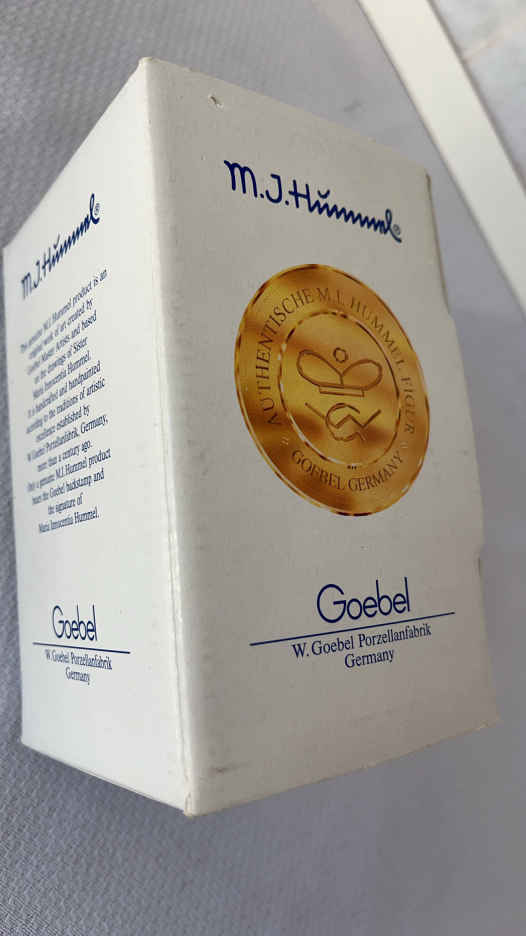 M.J.Hummel®
This genuine M.I. Hummel product is an
original work of art created by
Goebel Master Artists and based
on the drawings of Sister
Maria Innocentia Hummel.
It is handcrafted and handpainted
according to the traditions of artistic
excellence established by
W. Goebel Porzellanfabrik, Germany,
more than a century ago.
Only a genuine M.I. Hummel product
bears the Goebel backstamp and
the signature of
Maria Innocentia Hummel.
Goebel
W. Goebel Porzellanfabrik
Germany
M.J.Hummel®
AUTHENTISCHE M.I. HUMMEL FIGUR
GOEBEL GERMANY
Goebel
W. Goebel Porzellanfabrik
Germany